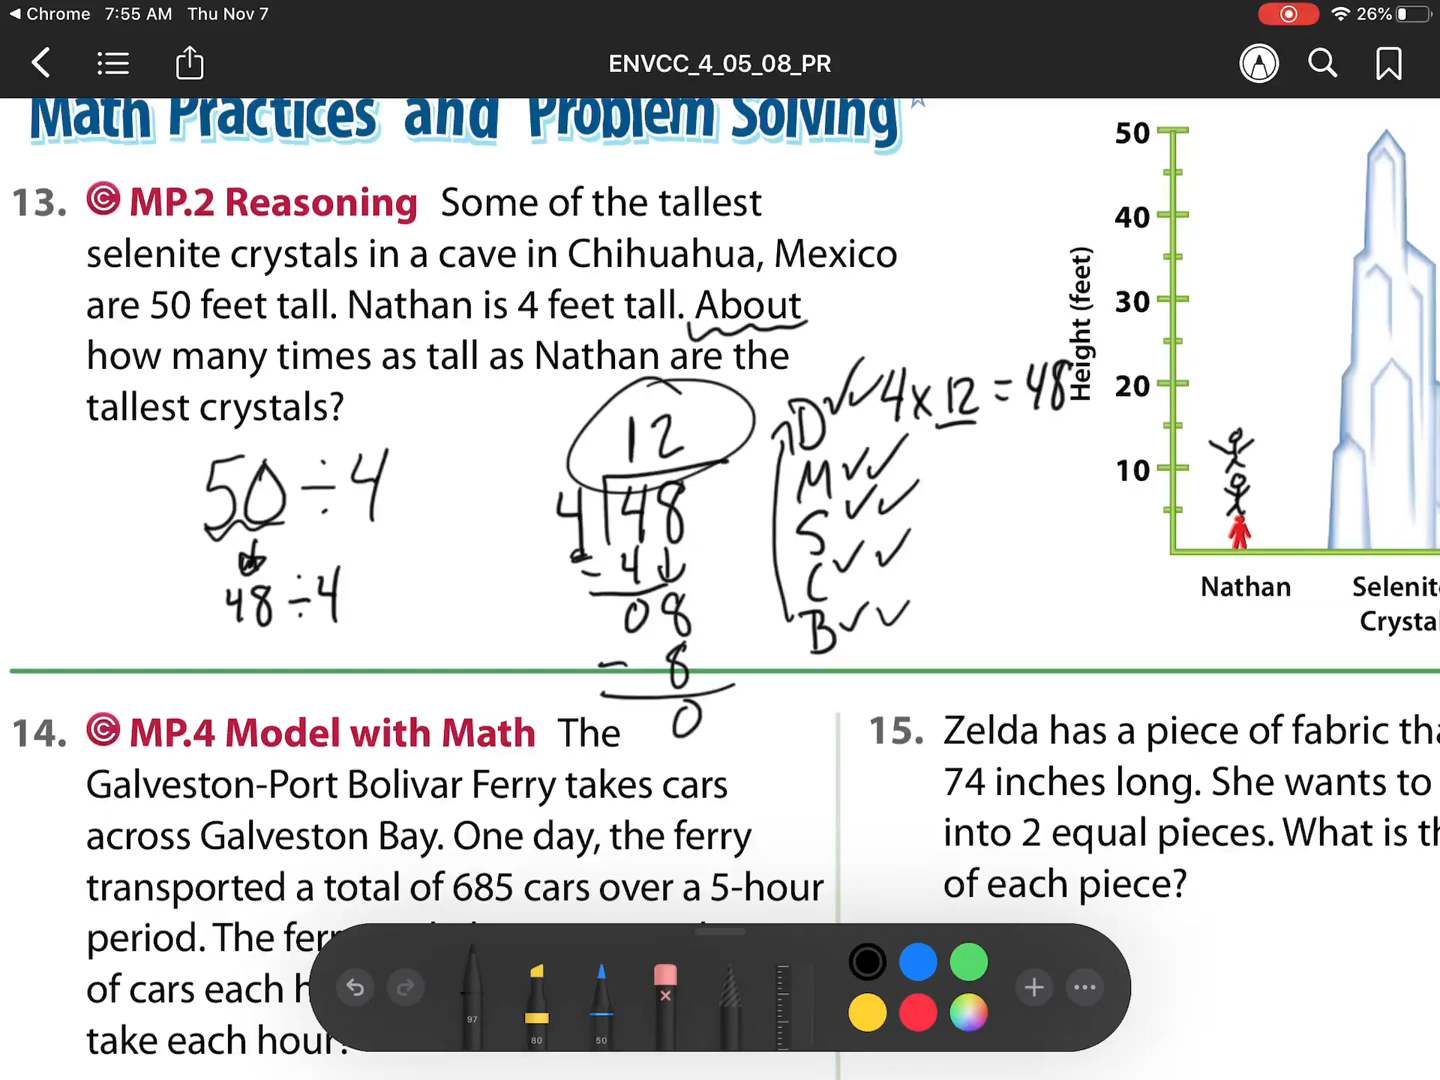 Chrome 7:55 AM Thu Nov 7 26%
ENVCC_4_05_08_PR
Math Practices and Problem Solving
13. MP.2 Reasoning Some of the tallest
selenite crystals in a cave in Chihuahua, Mexico
are 50 feet tall. Nathan is 4 feet tall. About
how many times as tall as Nathan are the
tallest crystals?
50 ÷ 4
48 ÷ 4
12
4 48
- 4
08
- 8
0
D 4 x 12 = 48
M
S
C
B
Height (feet)
50
40
30
20
10
Nathan
Selenite
Crysta
14. MP.4 Model with Math The
Galveston-Port Bolivar Ferry takes cars
across Galveston Bay. One day, the ferry
transported a total of 685 cars over a 5-hour
period. The
of cars each
take each hour?
15. Zelda has a piece of fabric tha
74 inches long. She wants to
into 2 equal pieces. What is th
of each piece?
97
80
50